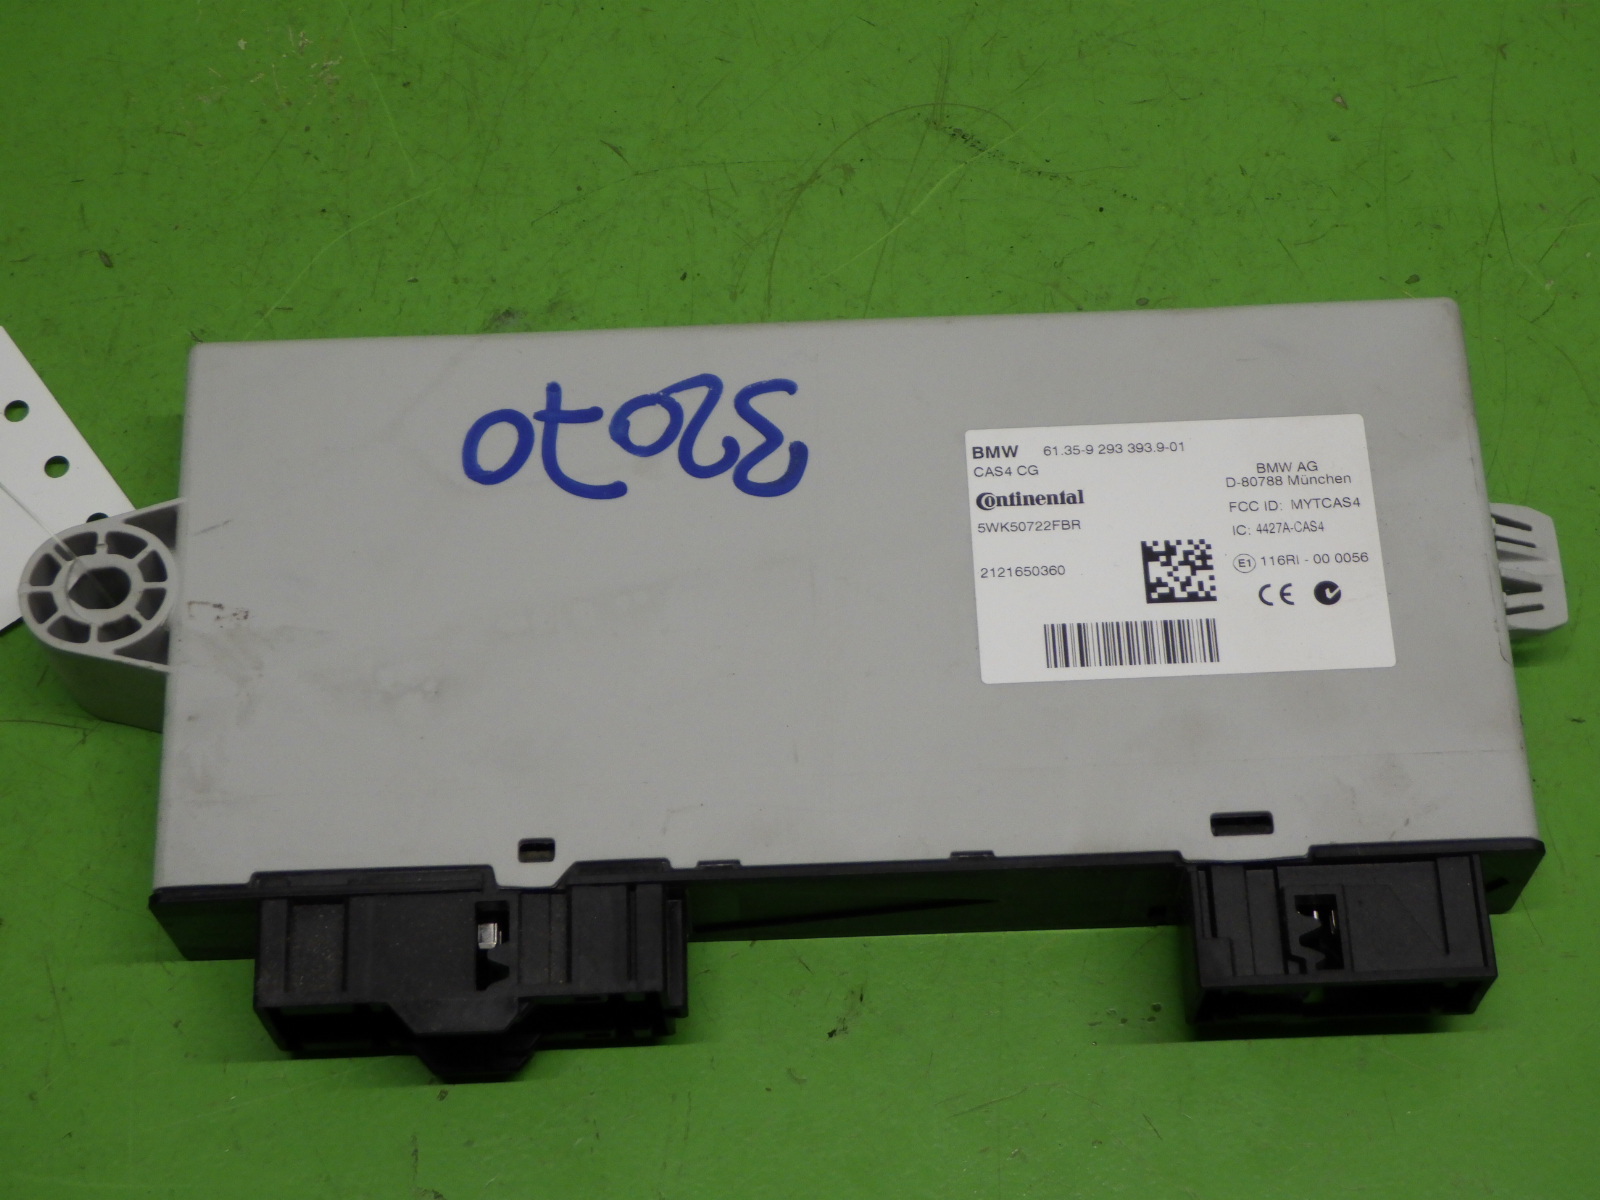 32070
BMW 61.35-9 293 393.9-01
CAS4 CG
Continental
5WK50722FBR
2121650360
BMW AG
D-80788 München
FCC ID: MYTCAS4
IC: 4427A-CAS4
E1 116RI - 00 0056
CE